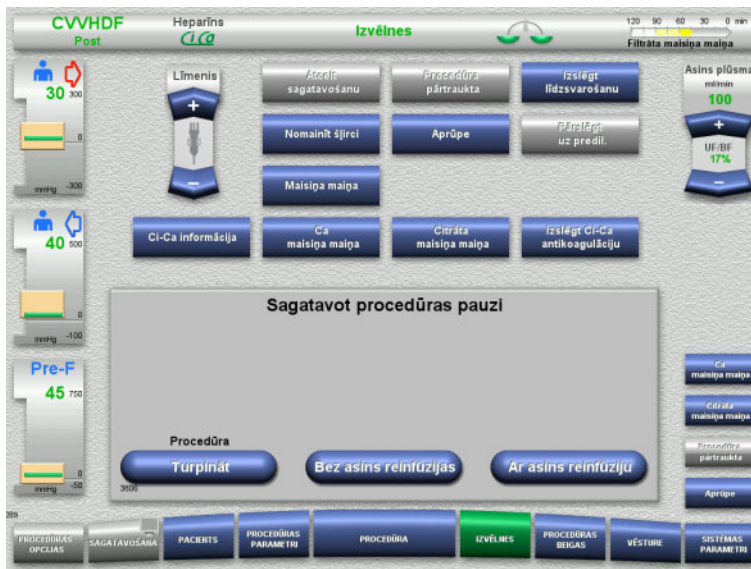 CVVHDF
Post
Heparīns
Ci Ca
Izvēlnes
120 90 60 30 0 min
Filtrāta maisiņa maiņa
30 300
0
mmHg -300
40 500
0
mmHg -100
Pre-F
45 750
0
mmHg -50
Līmenis
+
−
Atcelt
sagatavošanu
Procedūra
pārtraukta
Izslēgt
līdzsvarošanu
Nomainīt šļirci
Aprūpe
Pārslēgt
uz predil.
Maisiņa maiņa
Ci-Ca informācija
Ca
maisiņa maiņa
Citrāta
maisiņa maiņa
Izslēgt Ci-Ca
antikoagulāciju
Asins plūsma
ml/min
100
+
UF/BF
17%
−
Sagatavot procedūras pauzi
Procedūra
Turpināt
Bez asins reinfūzijas
Ar asins reinfūziju
3606
Ca
maisiņa maiņa
Citrāta
maisiņa maiņa
Procedūra
pārtraukta
Aprūpe
PROCEDŪRAS
OPCIJAS
SAGATAVOŠANA
PACIENTS
PROCEDŪRAS
PARAMETRI
PROCEDŪRA
IZVĒLNES
PROCEDŪRAS
BEIGAS
VĒSTURE
SISTĒMAS
PARAMETRI